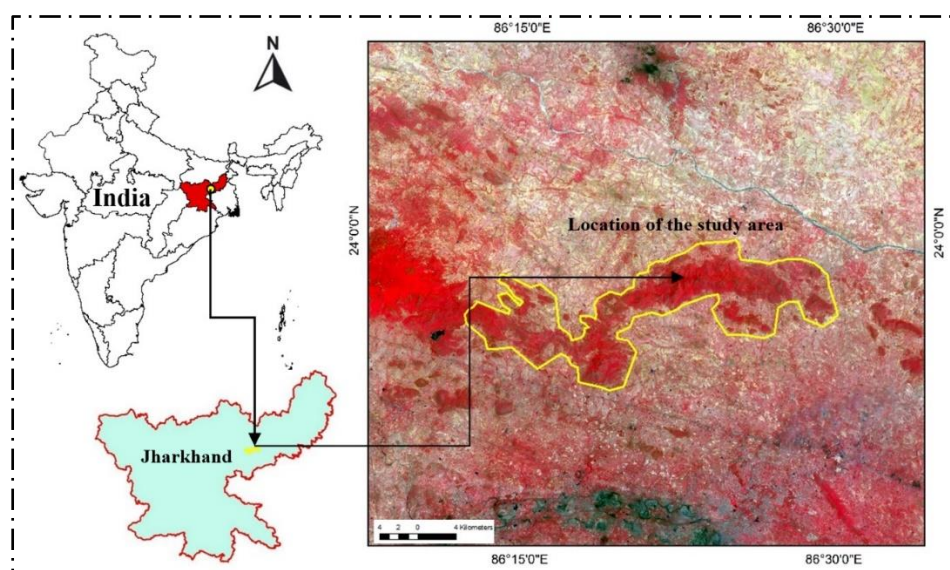 86°15'0"E
86°30'0"E
N
India
24°0'0"N
24°0'0"N
Location of the study area
Jharkhand
4 2 0 4 Kilometers
86°15'0"E
86°30'0"E